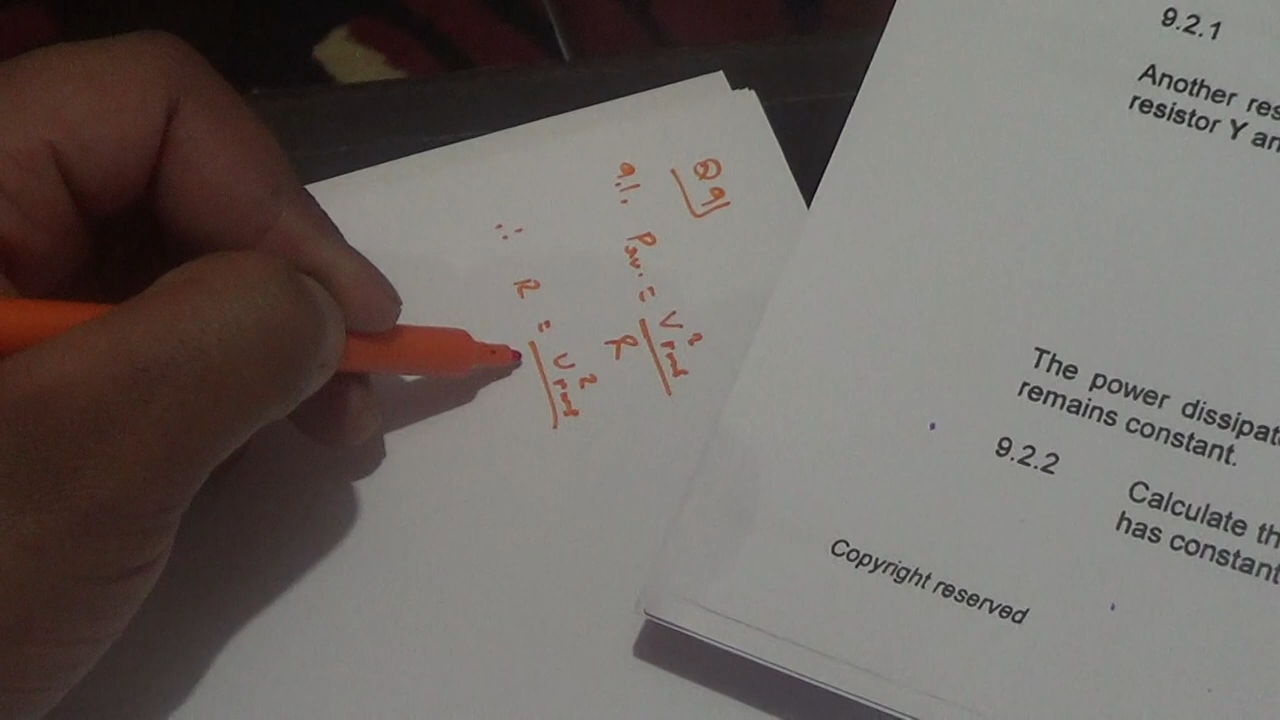 Q9
9.1. Pav. = V²rms / R
∴ R = V²rms
9.2.1
Another res
resistor Y an
The power dissipat
remains constant.
9.2.2
Calculate th
has constant
Copyright reserved